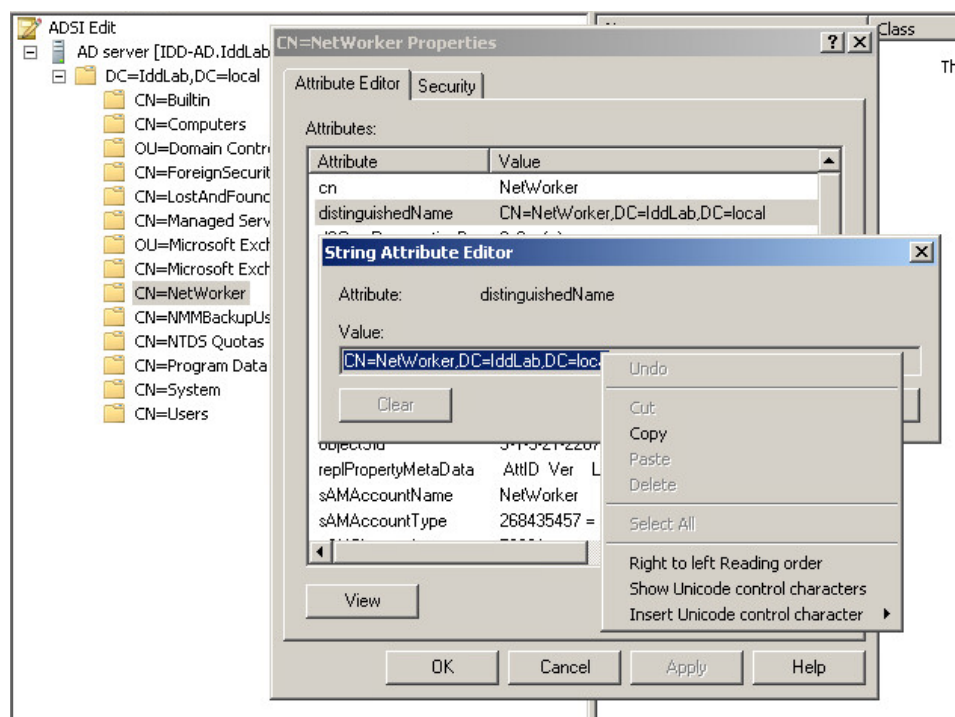 ADSI Edit
AD server [IDD-AD.IddLab
DC=IddLab,DC=local
CN=Builtin
CN=Computers
OU=Domain Contr
CN=ForeignSecurit
CN=LostAndFound
CN=Managed Serv
OU=Microsoft Exch
CN=Microsoft Exch
CN=NetWorker
CN=NMMBackupUs
CN=NTDS Quotas
CN=Program Data
CN=System
CN=Users
Class
Th
CN=NetWorker Properties
Attribute Editor
Security
Attributes:
Attribute Value
cn NetWorker
distinguishedName CN=NetWorker,DC=IddLab,DC=local
String Attribute Editor
Attribute: distinguishedName
Value:
CN=NetWorker,DC=IddLab,DC=loc
Clear
Undo
Cut
Copy
Paste
Delete
Select All
Right to left Reading order
Show Unicode control characters
Insert Unicode control character
replPropertyMetaData AttID Ver L
sAMAccountName NetWorker
sAMAccountType 268435457 =
View
OK
Cancel
Apply
Help